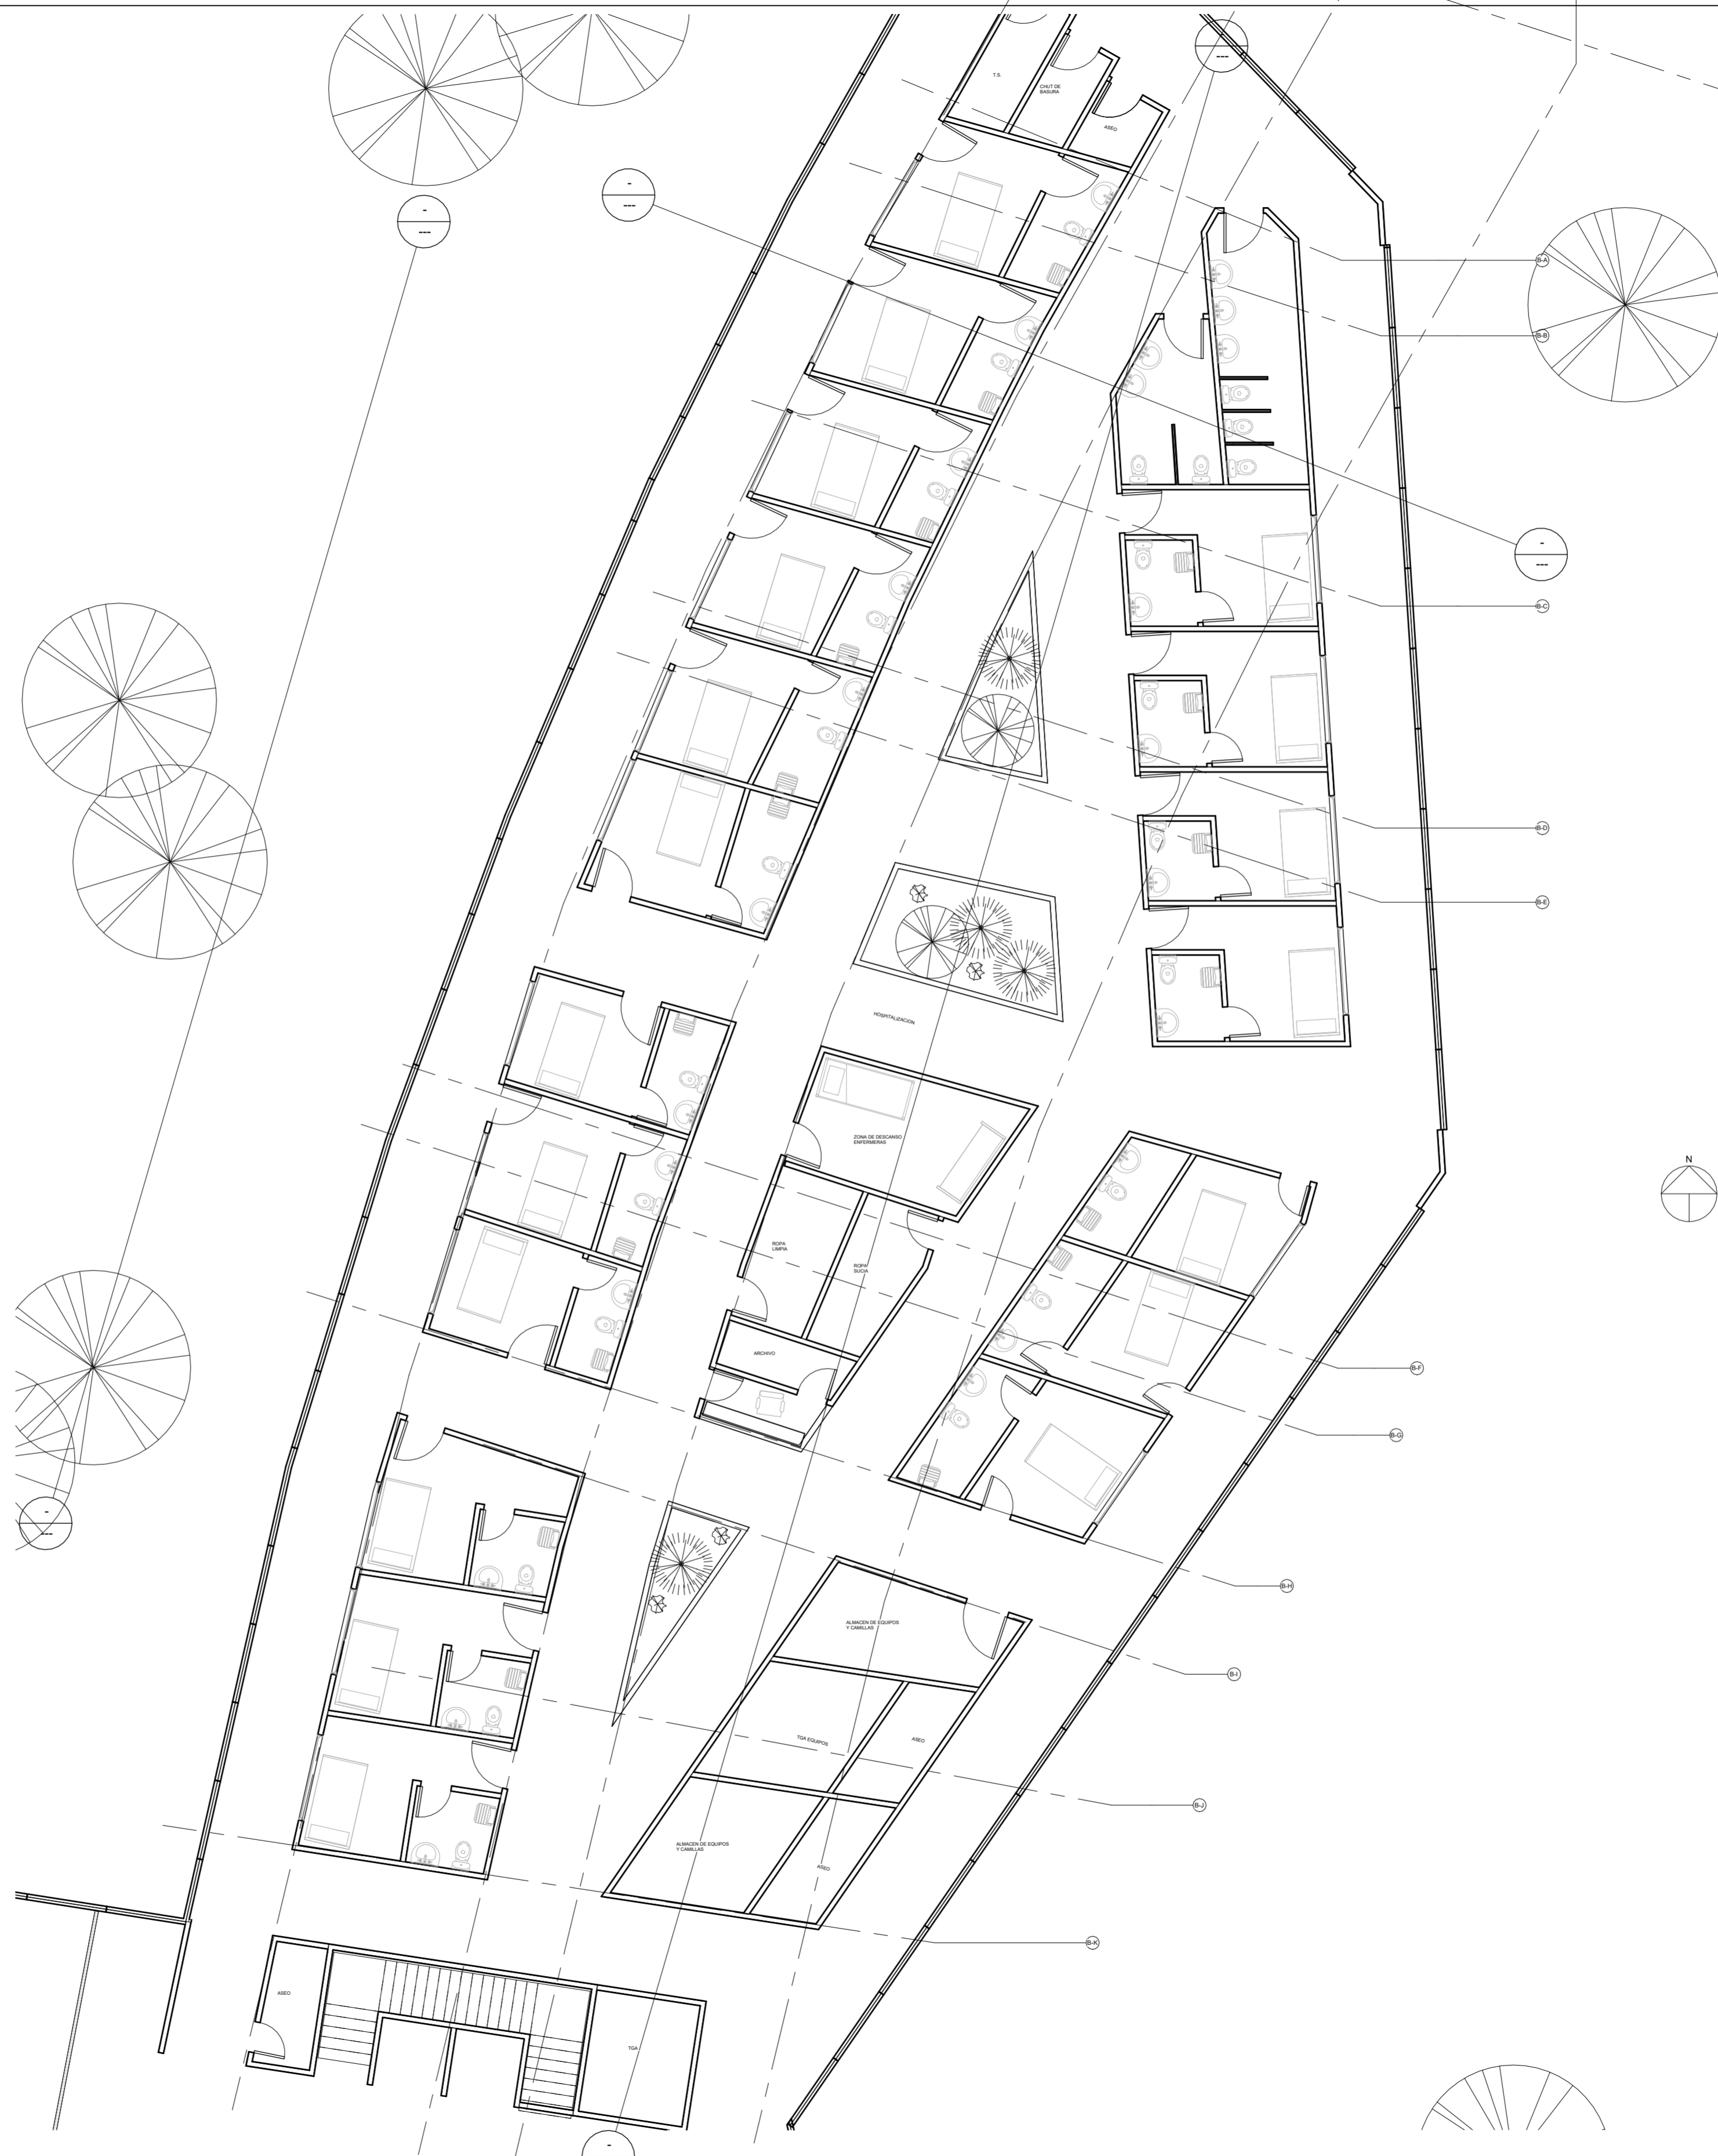 T.S.
CHUT DE
BASURA
ASEO
-
---
-
---
-
---
B-A
B-B
-
---
B-C
B-D
B-E
HOSPITALIZACION
ZONA DE DESCANSO
ENFERMERAS
N
ROPA
LIMPIA
ROPA
SUCIA
ARCHIVO
B-F
B-G
-
---
B-H
ALMACEN DE EQUIPOS
Y CAMILLAS
B-I
TGA EQUIPOS
ASEO
B-J
ALMACEN DE EQUIPOS
Y CAMILLAS
ASEO
B-K
ASEO
TGA
-